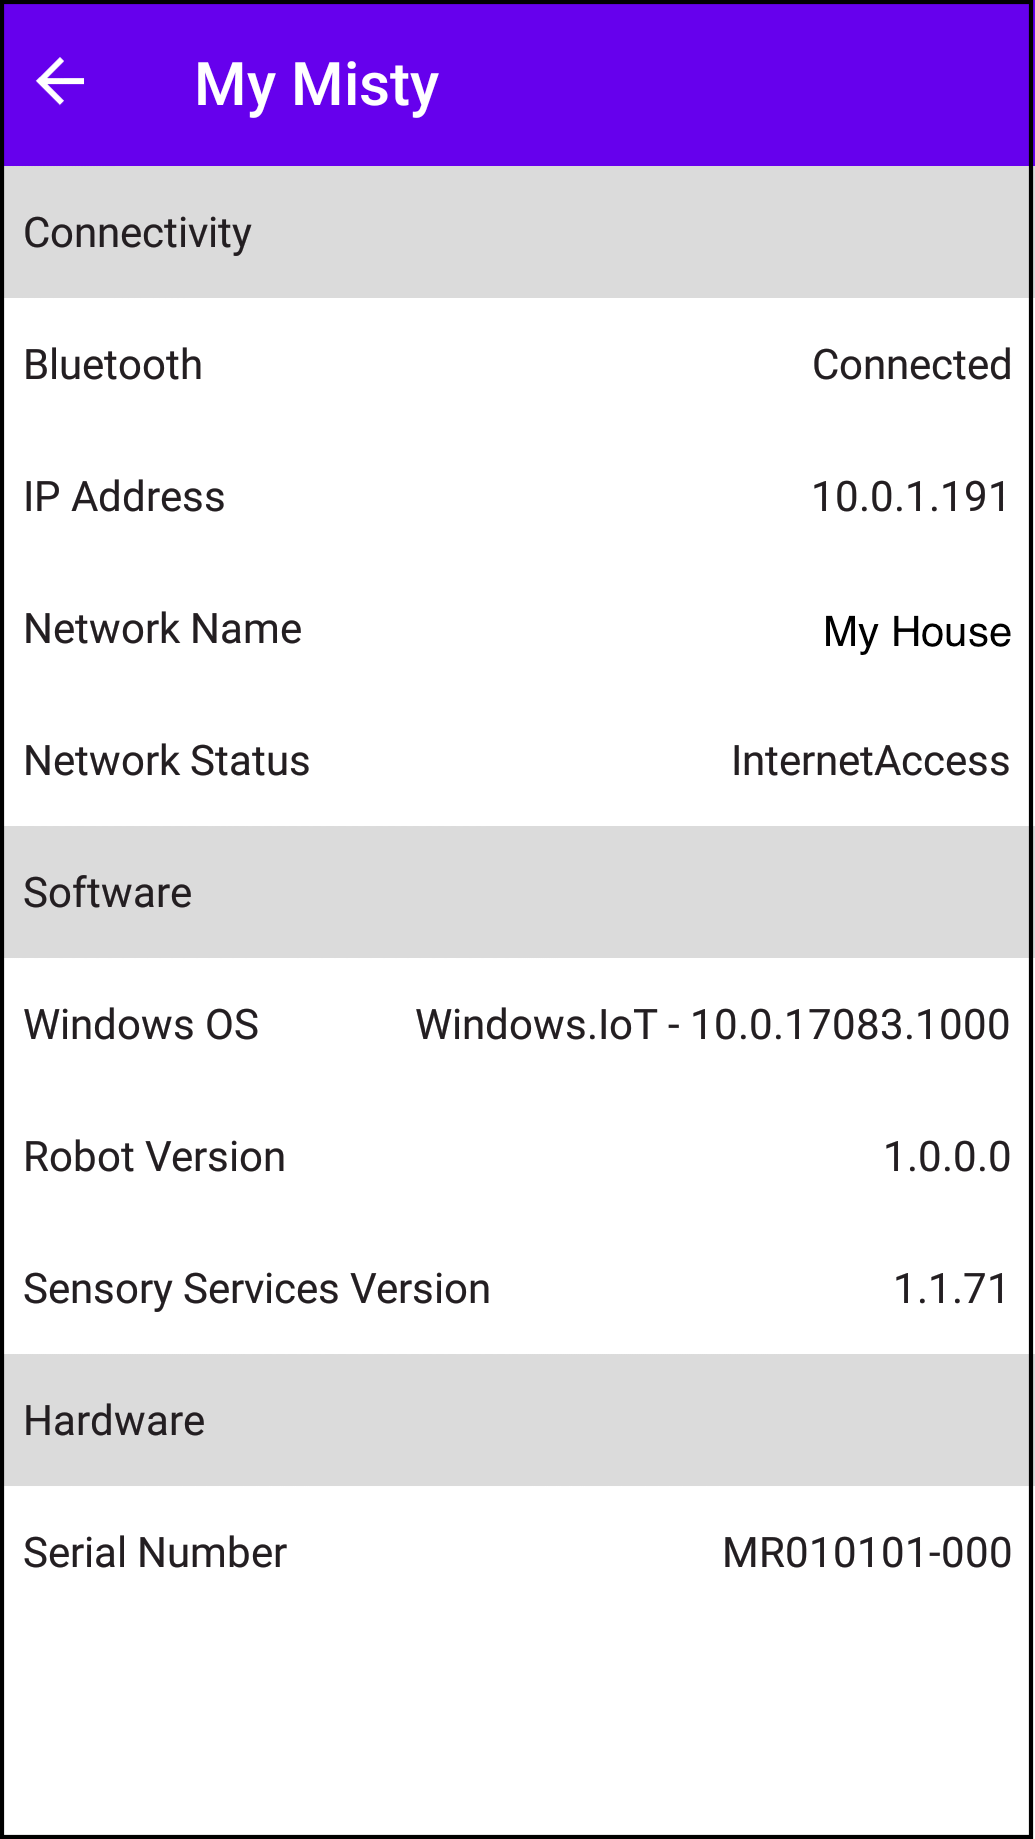 My Misty
Connectivity
Bluetooth Connected
IP Address 10.0.1.191
Network Name My House
Network Status InternetAccess
Software
Windows OS Windows.IoT - 10.0.17083.1000
Robot Version 1.0.0.0
Sensory Services Version 1.1.71
Hardware
Serial Number MR010101-000